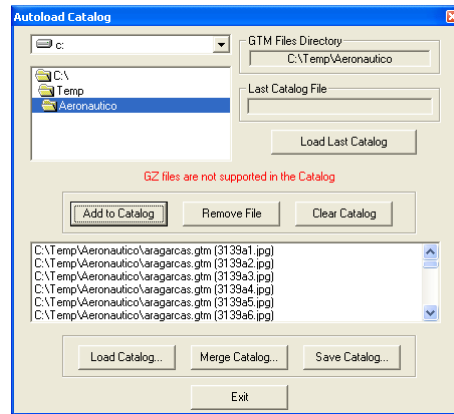 Autoload Catalog
c:
GTM Files Directory
C:\Temp\Aeronautico
C:\
Temp
Aeronautico
Last Catalog File
Load Last Catalog
GZ files are not supported in the Catalog
Add to Catalog
Remove File
Clear Catalog
C:\Temp\Aeronautico\aragarcas.gtm (3139a1.jpg)
C:\Temp\Aeronautico\aragarcas.gtm (3139a2.jpg)
C:\Temp\Aeronautico\aragarcas.gtm (3139a3.jpg)
C:\Temp\Aeronautico\aragarcas.gtm (3139a4.jpg)
C:\Temp\Aeronautico\aragarcas.gtm (3139a5.jpg)
C:\Temp\Aeronautico\aragarcas.gtm (3139a6.jpg)
Load Catalog...
Merge Catalog...
Save Catalog...
Exit